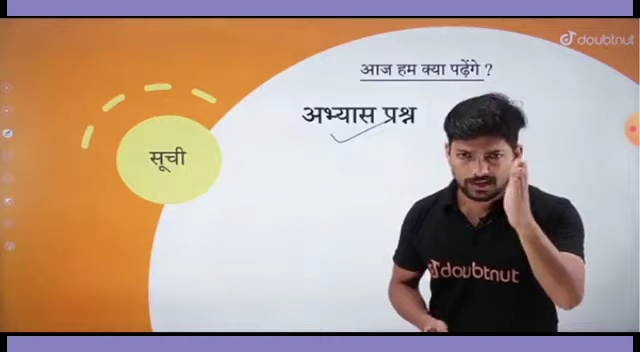 doubtnut
आज हम क्या पढ़ेंगे ?
अभ्यास प्रश्न
सूची
doubtnut